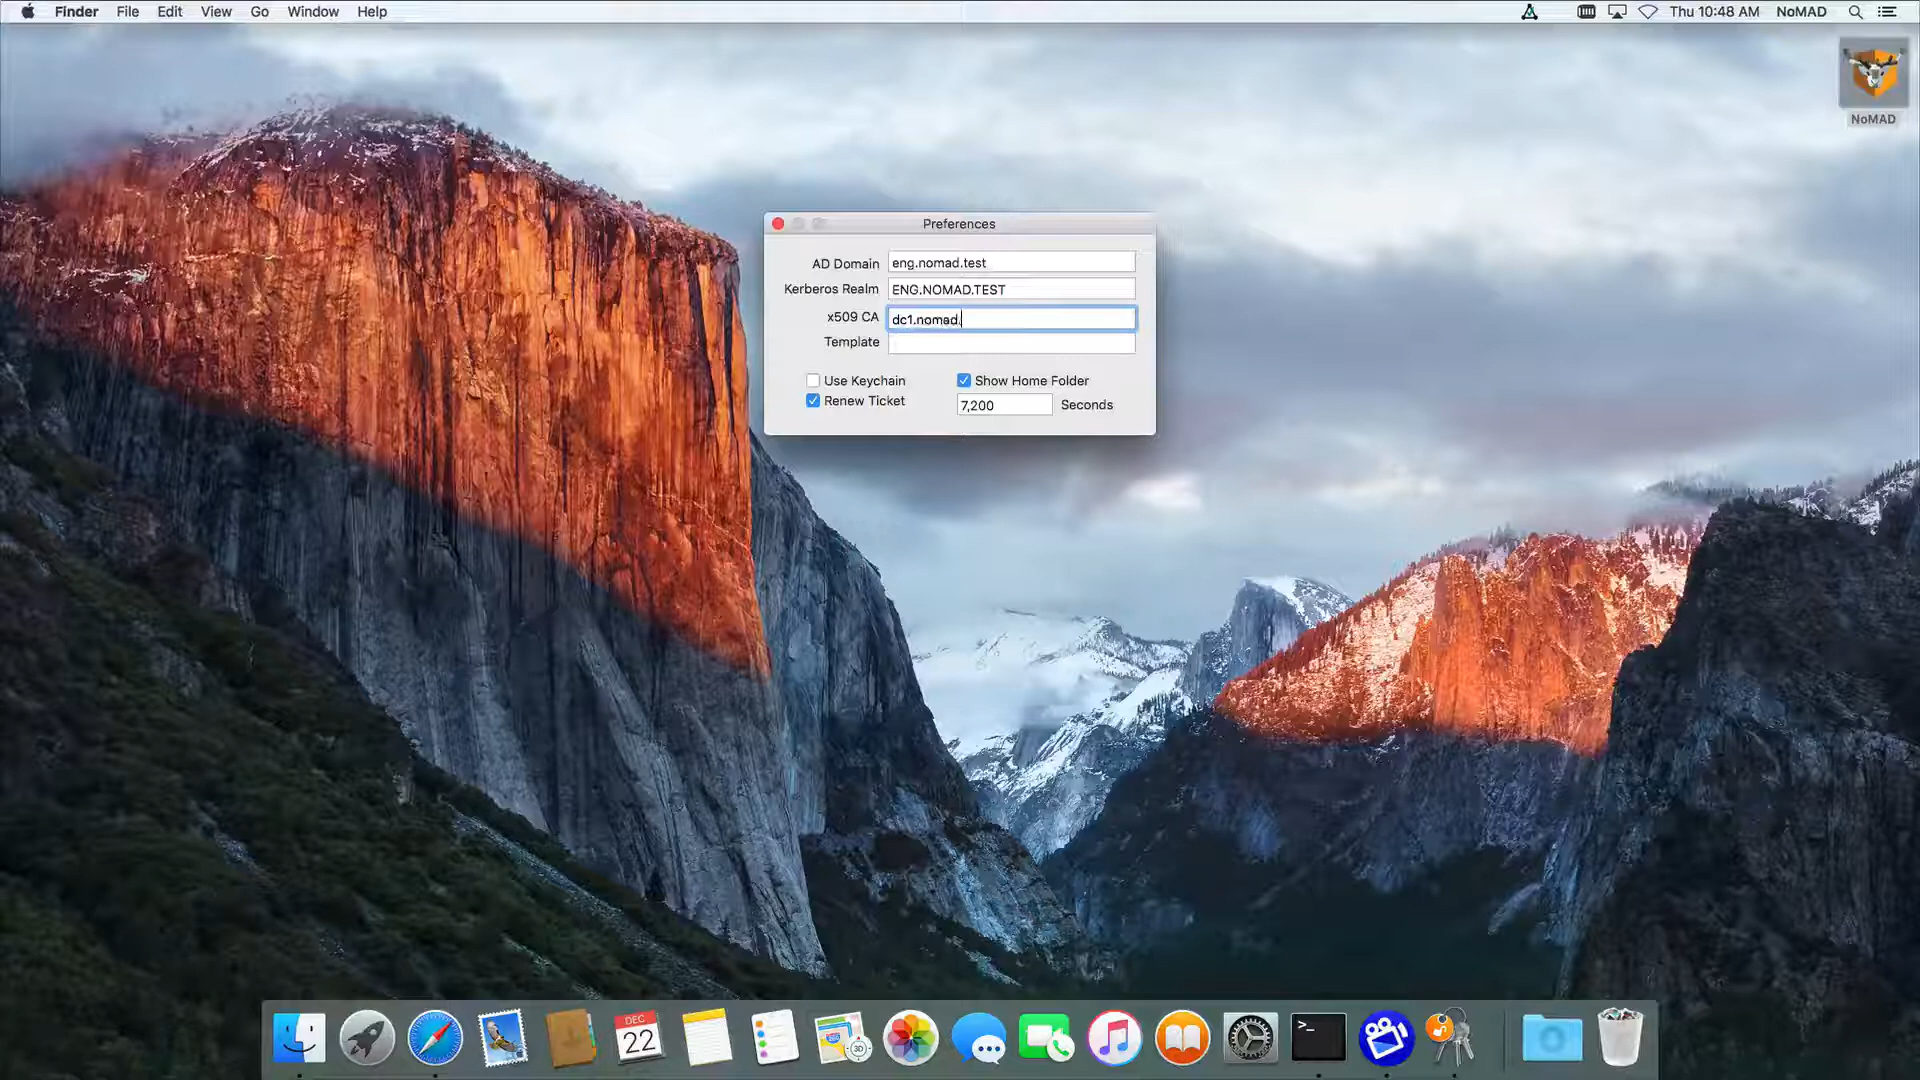 Finder File Edit View Go Window Help Thu 10:48 AM NoMAD
NoMAD
Preferences
AD Domain eng.nomad.test
Kerberos Realm ENG.NOMAD.TEST
x509 CA dc1.nomad.
Template
Use Keychain Show Home Folder
Renew Ticket 7,200 Seconds
DEC
22
3D
>_